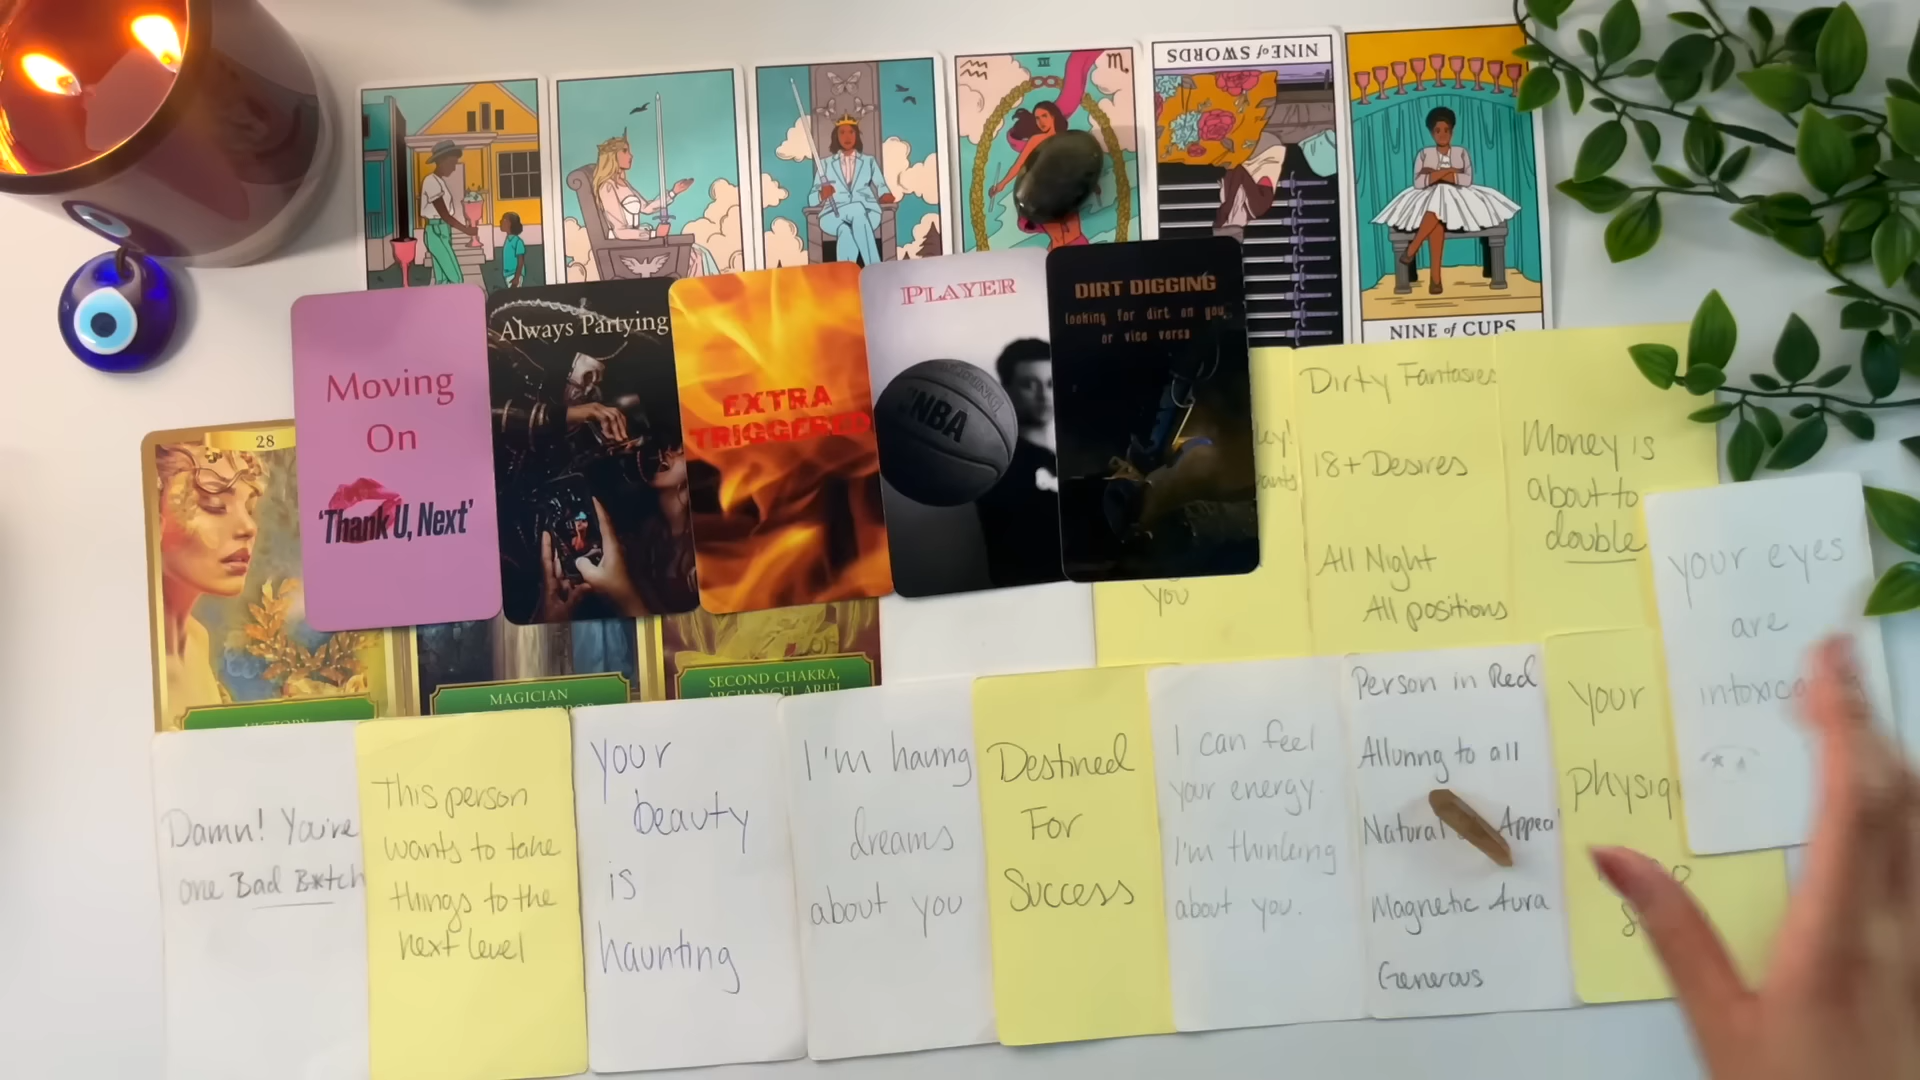 III
NINE of SWORDS
NINE of CUPS
28
Moving
On
'Thank U, Next'
Always Partying
EXTRA
TRIGGERED
PLAYER
NBA
DIRT DIGGING
looking for dirt on you
or vice versa
you
Dirty Fantasies
18+ Desires
All Night
All positions
Money is
about to
double
your eyes
are
VICTORY
MAGICIAN
SECOND CHAKRA,
ARCHANGEL ARIEL
Damn! You're
one Bad B*tch
This person
wants to take
things to the
next level
your
beauty
is
haunting
I'm having
dreams
about you
Destined
For
Success
I can feel
your energy.
I'm thinking
about you.
Person in Red
Alluring to all
Natural
Magnetic Aura
Generous
Your